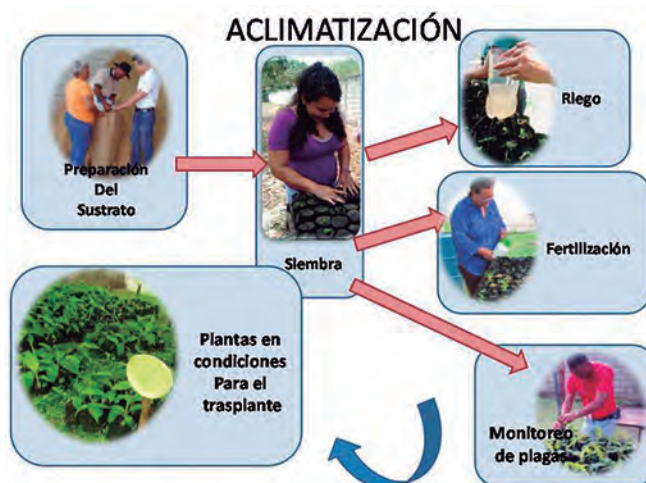 ACLIMATIZACIÓN
Preparación
Del
Sustrato
Siembra
Riego
Fertilización
Monitoreo
de plagas
Plantas en
condiciones
Para el
trasplante